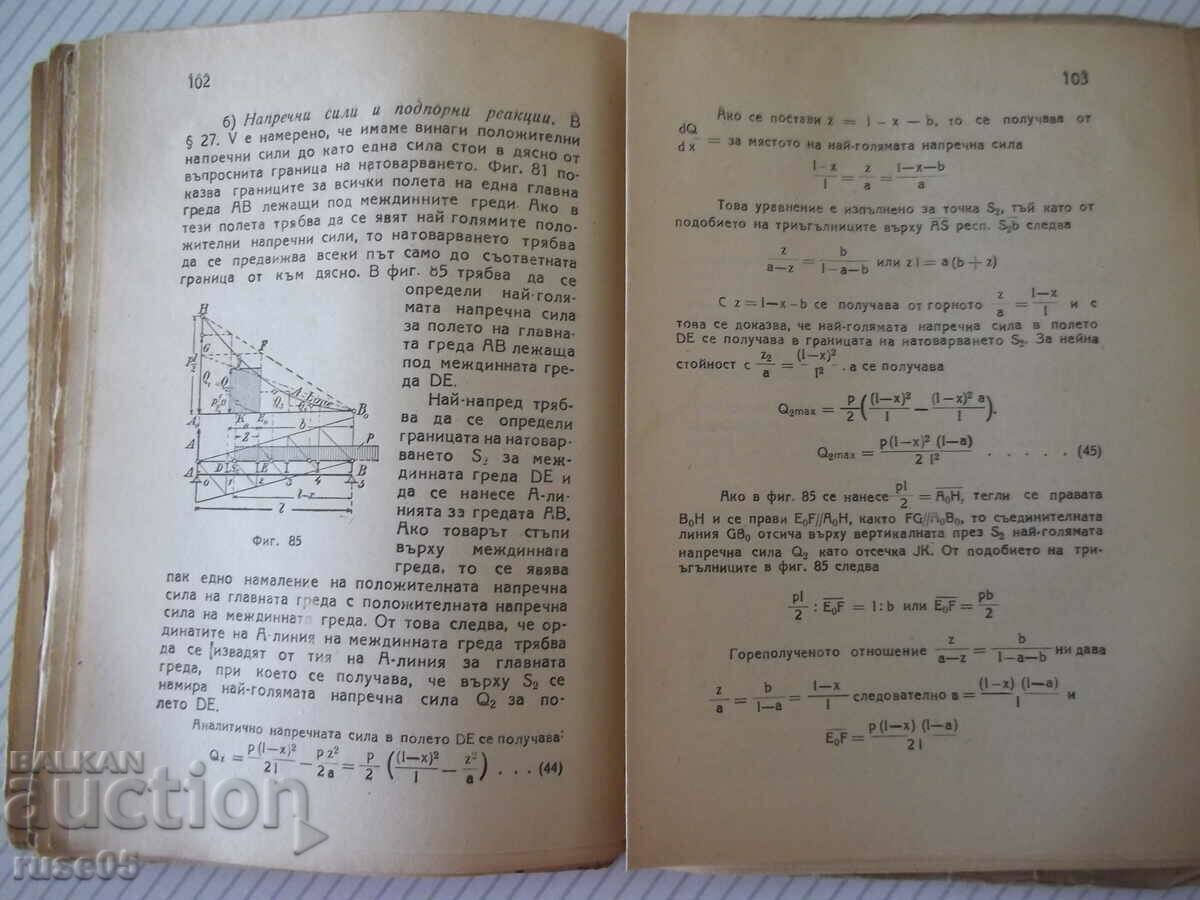 102
б) Напречни сили и подпорни реакции. В
§ 27. V е намерено, че имаме винаги положителни
напречни сили до като една сила стои в дясно от
въпросната граница на натоварването. Фиг. 81 по-
казва границите за всички полета на една главна
греда АВ лежащи под междинните греди. Ако в
тези полета трябва да се явят най големите поло-
жителни напречни сили, то натоварването трябва
да се предвижва всеки път само до съответната
граница от към дясно. В фиг. 85 трябва да се
определи най-голя-
мата напречна сила
за полето на главна-
та греда АВ лежаща
под междинната гре-
да DE.
Най-напред тряб-
ва да се определи
границата на натовар-
ването S₂ за меж-
динната греда DE и
да се нанесе А-ли-
нията за гредата АВ.
Ако товарът стъпи
върху междинната
греда, то се явява
Фиг. 85
пак едно намаление на положителната напречна
сила на главната греда с положителната напречна
сила на междинната греда. От това следва, че ор-
динатите на А-линия на междинната греда трябва
да се извадят от тия на А-линия за главната
греда, при което се получава, че върху S₂ се
намира най-голямата напречна сила Q₂ за по-
лето DE.
Аналитично напречната сила в полето DE се получава:
Qₓ = p(l—x)²/2l — pz²/2a = p/2 ((l—x)²/l — z²/a) . . . (44)
103
Ако се постави z = l - x — b, то се получава от
dQ/dx = за мястото на най-голямата напречна сила
l-x/l = z/a = l—x—b/a
Това уравнение е изпълнено за точка S₂, тъй като от
подобието на триъгълниците върху AS респ. S₂b следва
z/a—z = b/l—a—b или zl = a(b + z)
С z = l—x-b се получава от горното z/a = l—x/l и с
това се доказва, че най-голямата напречна сила в полето
DE се получава в границата на натоварването S₂. За нейна
стойност с z₂/a = (l—x)²/l² . a се получава
Q₂max = p/2 ((l—x)²/l — (l—x)² a/l).
Q₂max = p(l—x)² (l—a)/2 l² . . . . . (45)
Ако в фиг. 85 се нанесе pl/2 = A₀H, тегли се правата
B₀H и се прави E₀F//A₀H, както FG//A₀B₀, то съединителната
линия GB₀ отсича върху вертикалната през S₂ най-голямата
напречна сила Q₂ като отсечка JK. От подобието на три-
ъгълниците в фиг. 85 следва
pl/2 : E₀F = l : b или E₀F = pb/2
Гореполученото отношение z/a—z = b/l—a—b ни дава
z/a = b/l—a = l—x/l следователно в = (l—x) (l—a)/l и
E₀F = p(l—x) (l—a)/2l
BALKAN
auction
ruse05